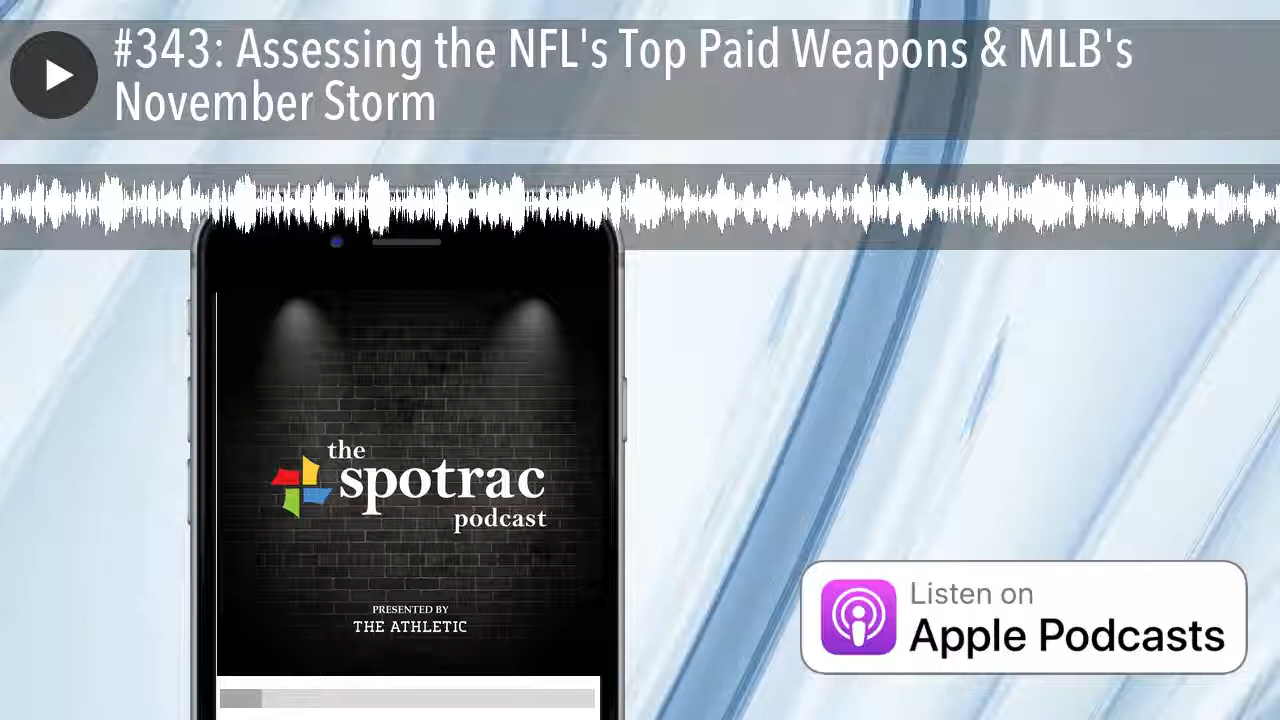 #343: Assessing the NFL's Top Paid Weapons & MLB's
November Storm
the
spotrac
podcast
PRESENTED BY
THE ATHLETIC
Listen on
Apple Podcasts